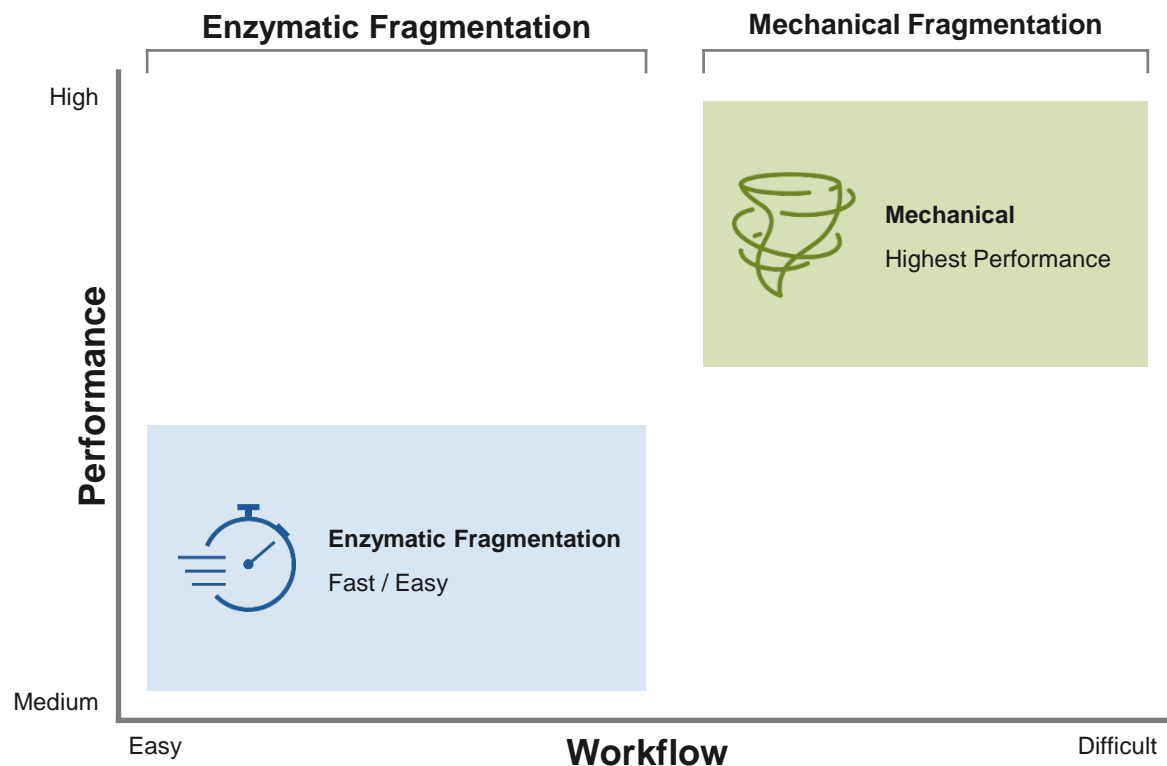 Enzymatic Fragmentation
Mechanical Fragmentation
High
Mechanical
Highest Performance
Performance
Enzymatic Fragmentation
Fast / Easy
Medium
Easy
Workflow
Difficult